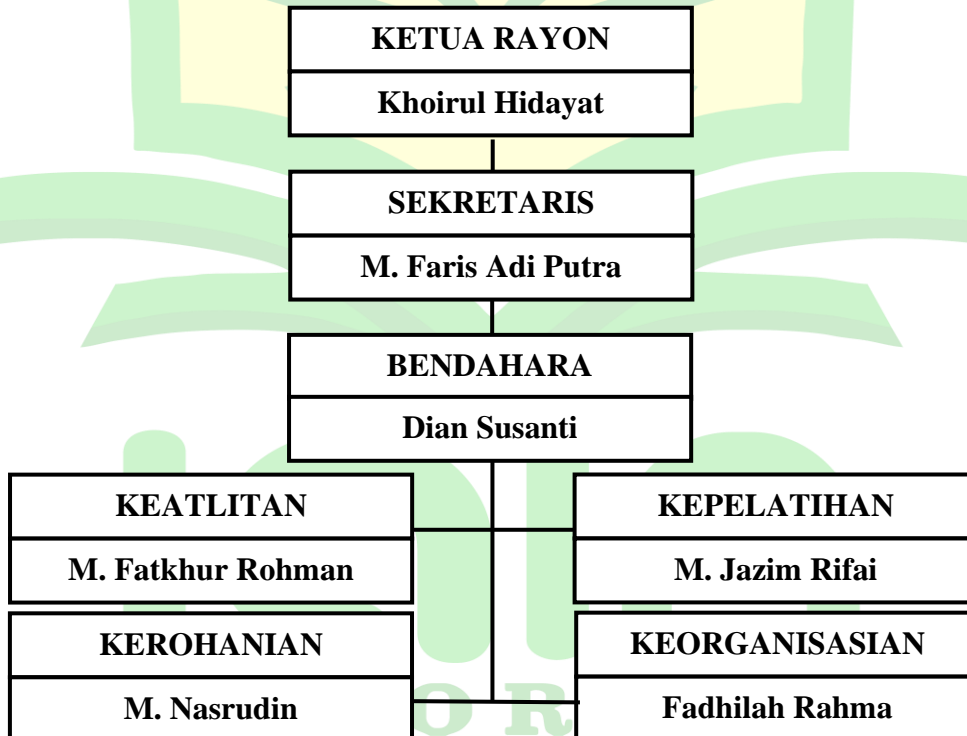 KETUA RAYON
Khoirul Hidayat
SEKRETARIS
M. Faris Adi Putra
BENDAHARA
Dian Susanti
KEATLITAN
M. Fatkhur Rohman
KEPELATIHAN
M. Jazim Rifai
KEROHANIAN
M. Nasrudin
KEORGANISASIAN
Fadhilah Rahma